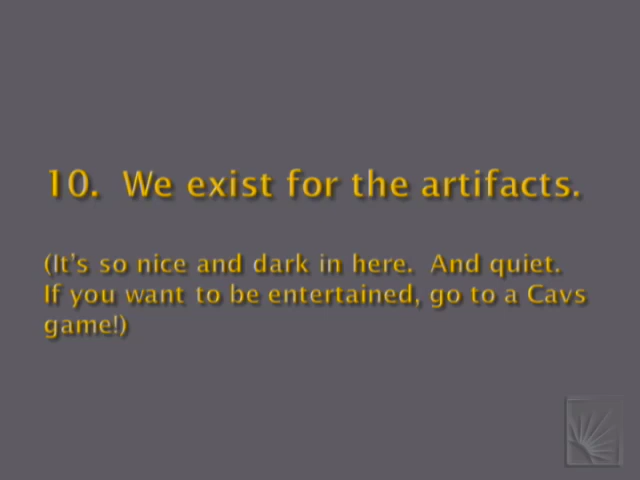 10. We exist for the artifacts.
(It's so nice and dark in here. And quiet.
If you want to be entertained, go to a Cavs
game!)